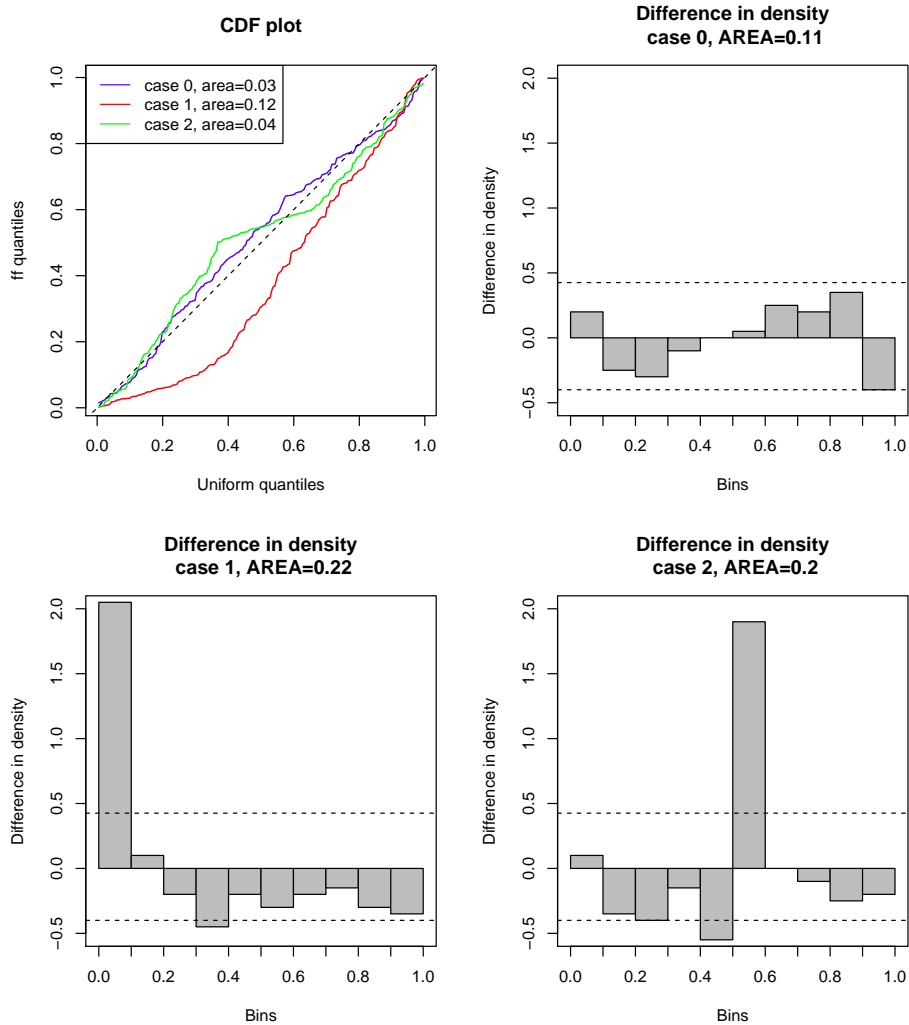 CDF plot
case 0, area=0.03
case 1, area=0.12
case 2, area=0.04
ff quantiles
0.0 0.2 0.4 0.6 0.8 1.0
0.0 0.2 0.4 0.6 0.8 1.0
Uniform quantiles
Difference in density
case 0, AREA=0.11
Difference in density
−0.5 0.0 0.5 1.0 1.5 2.0
0.0 0.2 0.4 0.6 0.8 1.0
Bins
Difference in density
case 1, AREA=0.22
Difference in density
−0.5 0.0 0.5 1.0 1.5 2.0
0.0 0.2 0.4 0.6 0.8 1.0
Bins
Difference in density
case 2, AREA=0.2
Difference in density
−0.5 0.0 0.5 1.0 1.5 2.0
0.0 0.2 0.4 0.6 0.8 1.0
Bins